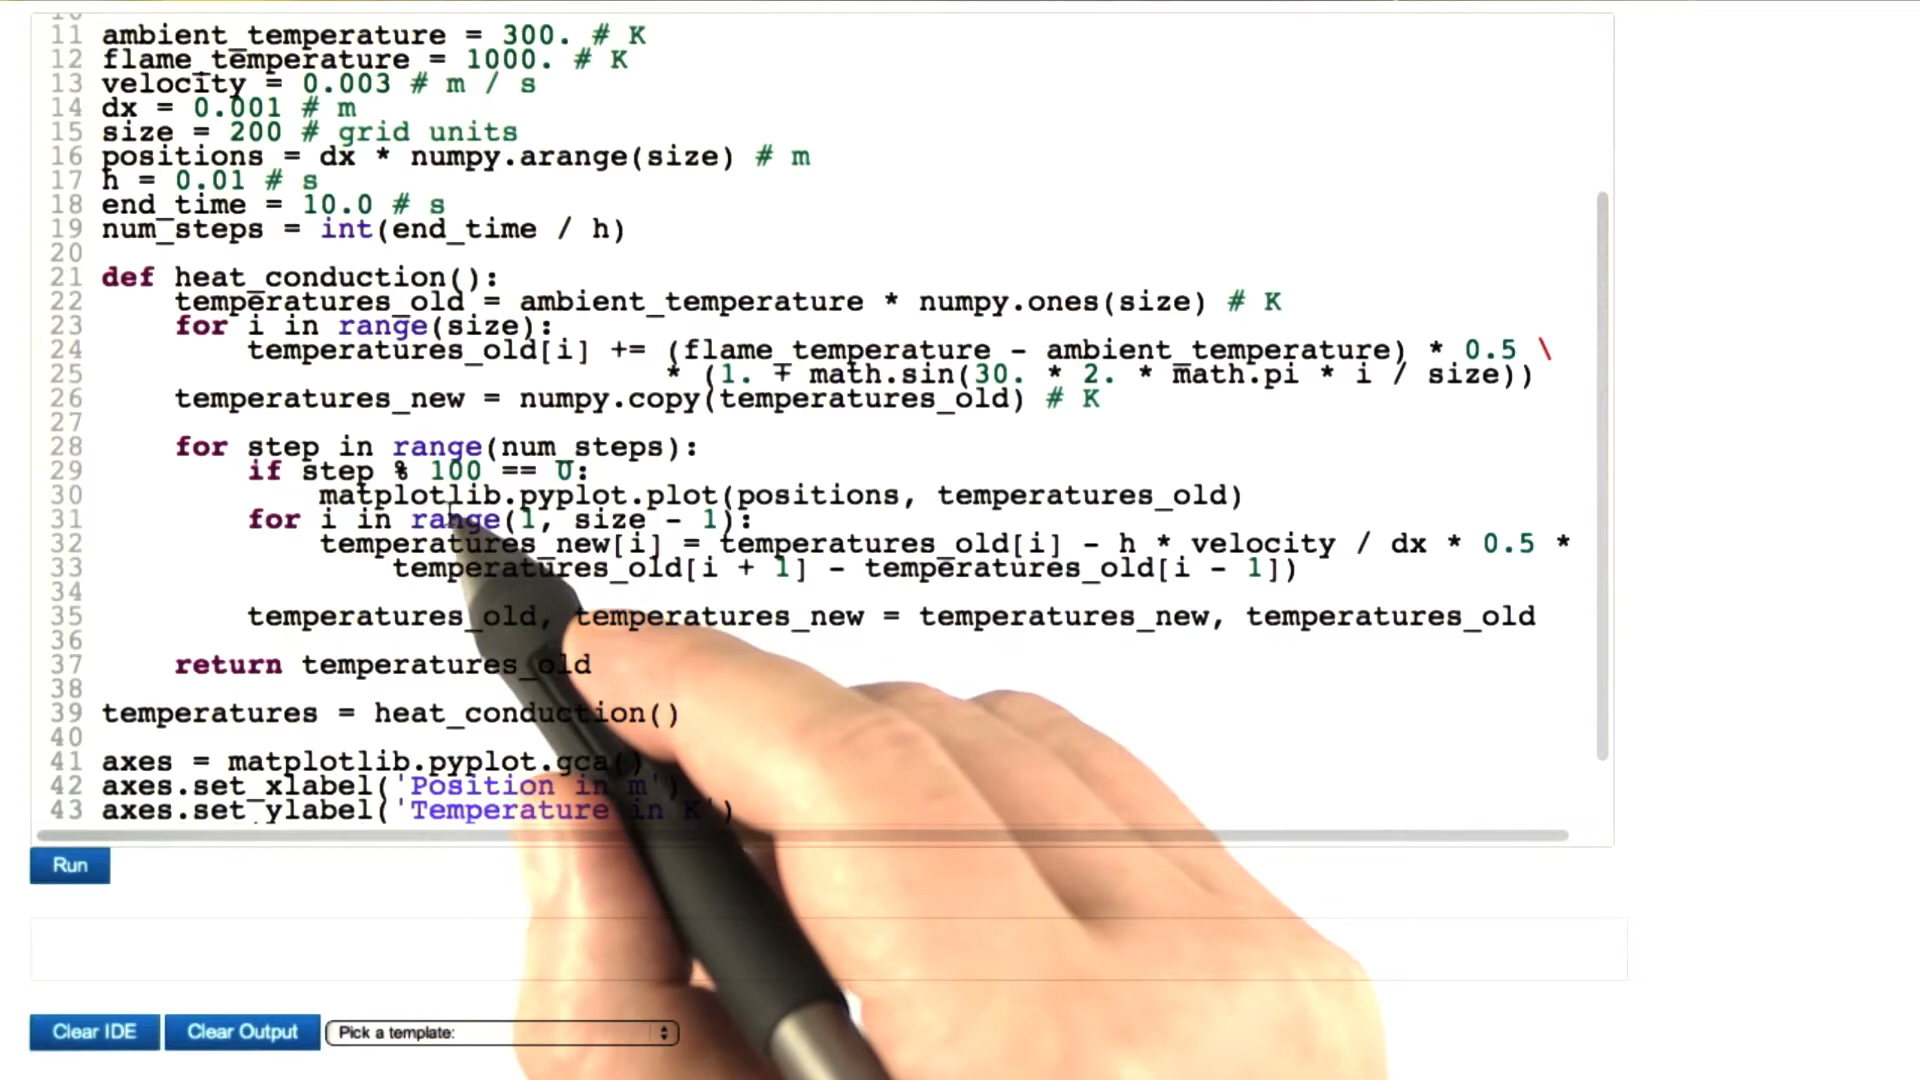 11 ambient_temperature = 300. # K
12 flame_temperature = 1000. # K
13 velocity = 0.003 # m / s
14 dx = 0.001 # m
15 size = 200 # grid units
16 positions = dx * numpy.arange(size) # m
17 h = 0.01 # s
18 end_time = 10.0 # s
19 num_steps = int(end_time / h)
20
21 def heat_conduction():
22 temperatures_old = ambient_temperature * numpy.ones(size) # K
23 for i in range(size):
24 temperatures_old[i] += (flame_temperature - ambient_temperature) * 0.5 \
25 * (1. + math.sin(30. * 2. * math.pi * i / size))
26 temperatures_new = numpy.copy(temperatures_old) # K
27
28 for step in range(num_steps):
29 if step % 100 == 0:
30 matplotlib.pyplot.plot(positions, temperatures_old)
31 for i in range(1, size - 1):
32 temperatures_new[i] = temperatures_old[i] - h * velocity / dx * 0.5 *
33 temperatures_old[i + 1] - temperatures_old[i - 1])
34
35 temperatures_old, temperatures_new = temperatures_new, temperatures_old
36
37 return temperatures_old
38
39 temperatures = heat_conduction()
40
41 axes = matplotlib.pyplot.gca()
42 axes.set_xlabel('Position in m')
43 axes.set_ylabel('Temperature in K')
Run
Clear IDE Clear Output Pick a template: